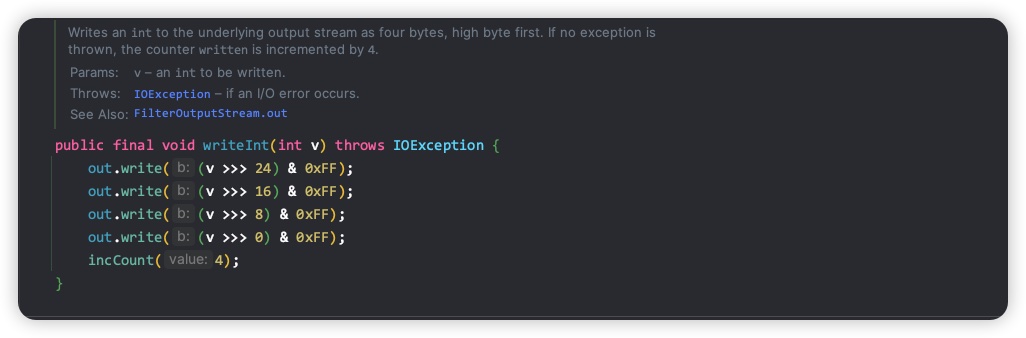 Writes an int to the underlying output stream as four bytes, high byte first. If no exception is
thrown, the counter written is incremented by 4.
Params: v – an int to be written.
Throws: IOException – if an I/O error occurs.
See Also: FilterOutputStream.out
public final void writeInt(int v) throws IOException {
out.write( b: (v >>> 24) & 0xFF);
out.write( b: (v >>> 16) & 0xFF);
out.write( b: (v >>> 8) & 0xFF);
out.write( b: (v >>> 0) & 0xFF);
incCount( value: 4);
}